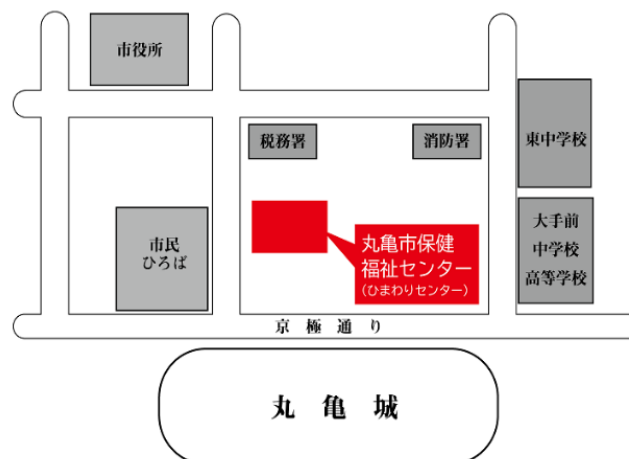 市役所
税務署
消防署
東中学校
市民
ひろば
丸亀市保健
福祉センター
(ひまわりセンター)
大手前
中学校
高等学校
京極通り
丸亀城